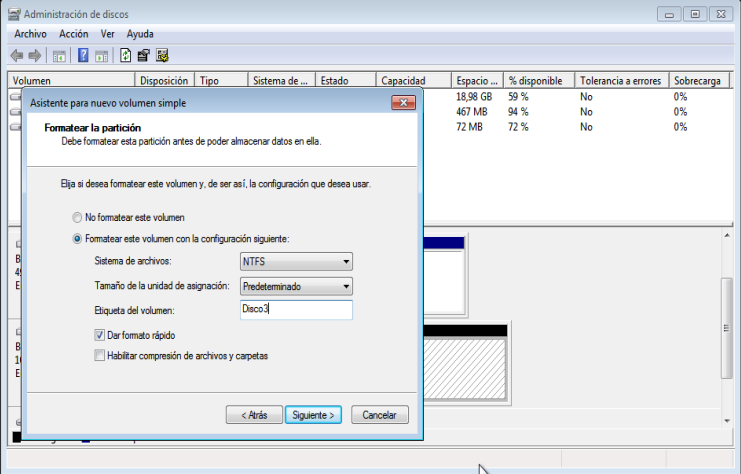 Administración de discos
Archivo Acción Ver Ayuda
Volumen Disposición Tipo Sistema de ... Estado Capacidad Espacio ... % disponible Tolerancia a errores Sobrecarga
18,98 GB 59 % No 0%
467 MB 94 % No 0%
72 MB 72 % No 0%
Asistente para nuevo volumen simple
Formatear la partición
Debe formatear esta partición antes de poder almacenar datos en ella.
Elija si desea formatear este volumen y, de ser así, la configuración que desea usar.
No formatear este volumen
Formatear este volumen con la configuración siguiente:
Sistema de archivos: NTFS
Tamaño de la unidad de asignación: Predeterminado
Etiqueta del volumen: Disco3
Dar formato rápido
Habilitar compresión de archivos y carpetas
< Atrás Siguiente > Cancelar